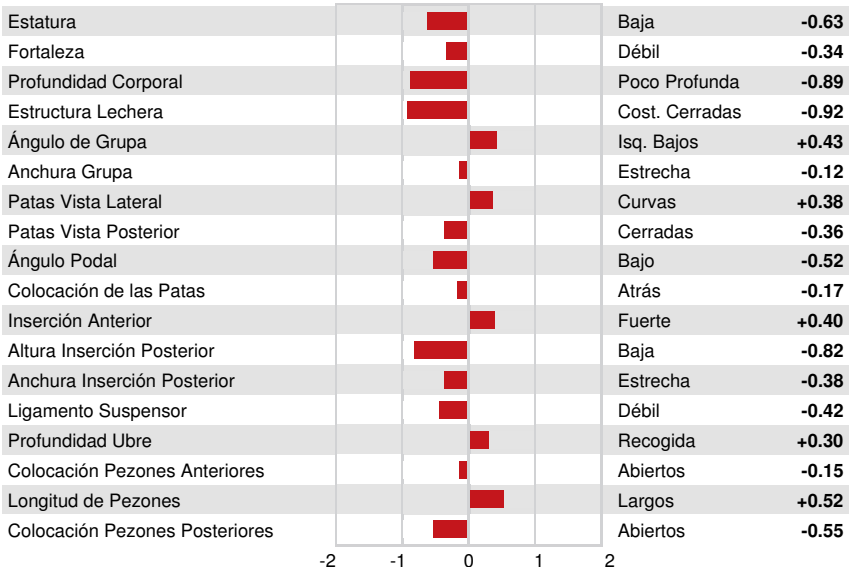 Estatura Baja -0.63
Fortaleza Débil -0.34
Profundidad Corporal Poco Profunda -0.89
Estructura Lechera Cost. Cerradas -0.92
Ángulo de Grupa Isq. Bajos +0.43
Anchura Grupa Estrecha -0.12
Patas Vista Lateral Curvas +0.38
Patas Vista Posterior Cerradas -0.36
Ángulo Podal Bajo -0.52
Colocación de las Patas Atrás -0.17
Inserción Anterior Fuerte +0.40
Altura Inserción Posterior Baja -0.82
Anchura Inserción Posterior Estrecha -0.38
Ligamento Suspensor Débil -0.42
Profundidad Ubre Recogida +0.30
Colocación Pezones Anteriores Abiertos -0.15
Longitud de Pezones Largos +0.52
Colocación Pezones Posteriores Abiertos -0.55
-2 -1 0 1 2